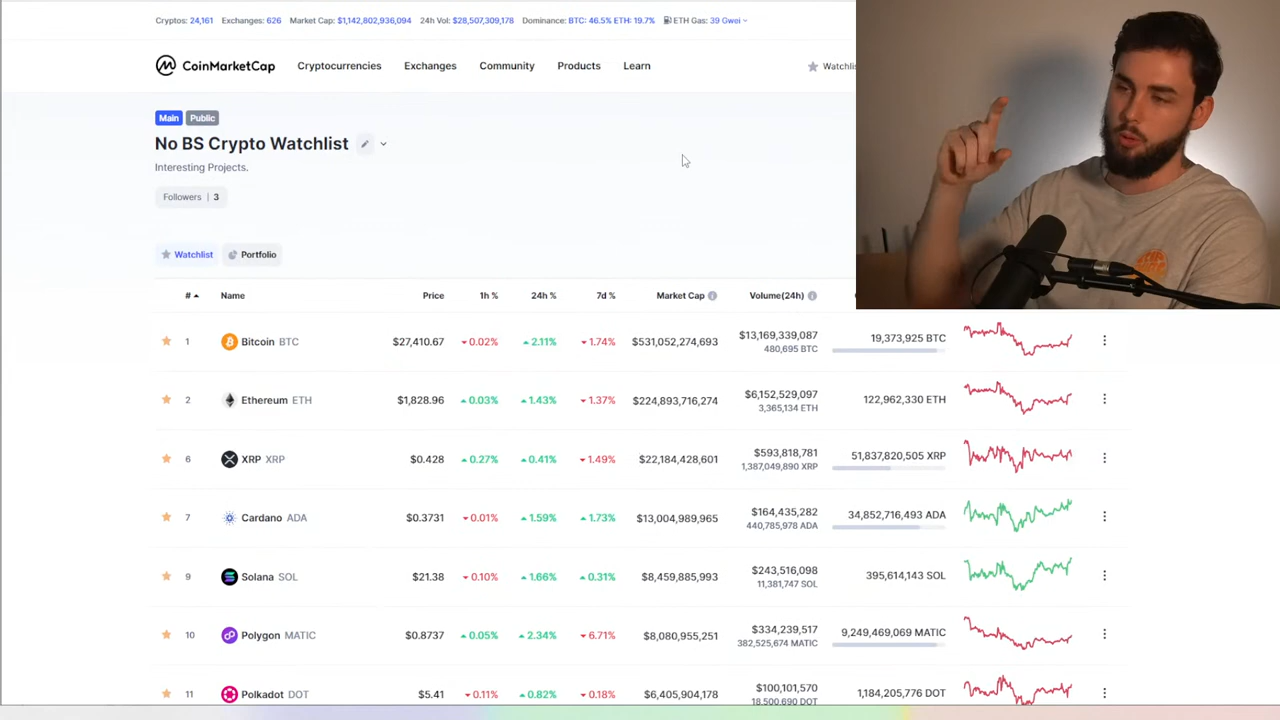 Cryptos: 24,161 Exchanges: 626 Market Cap: $1,142,802,936,094 24h Vol: $28,507,309,178 Dominance: BTC: 46.5% ETH: 19.7% ETH Gas: 39 Gwei
CoinMarketCap Cryptocurrencies Exchanges Community Products Learn Watchlis
Main Public
No BS Crypto Watchlist
Interesting Projects.
Followers | 3
Watchlist Portfolio
# Name Price 1h % 24h % 7d % Market Cap Volume(24h)
1 Bitcoin BTC $27,410.67 0.02% 2.11% 1.74% $531,052,274,693 $13,169,339,087 19,373,925 BTC
480,695 BTC
2 Ethereum ETH $1,828.96 0.03% 1.43% 1.37% $224,893,716,274 $6,152,529,097 122,962,330 ETH
3,365,134 ETH
6 XRP XRP $0.428 0.27% 0.41% 1.49% $22,184,428,601 $593,818,781 51,837,820,505 XRP
1,387,049,890 XRP
7 Cardano ADA $0.3731 0.01% 1.59% 1.73% $13,004,989,965 $164,435,282 34,852,716,493 ADA
440,785,978 ADA
9 Solana SOL $21.38 0.10% 1.66% 0.31% $8,459,885,993 $243,516,098 395,614,143 SOL
11,381,747 SOL
10 Polygon MATIC $0.8737 0.05% 2.34% 6.71% $8,080,955,251 $334,239,517 9,249,469,069 MATIC
382,525,674 MATIC
11 Polkadot DOT $5.41 0.11% 0.82% 0.18% $6,405,904,178 $100,101,570 1,184,205,776 DOT
18,500,690 DOT